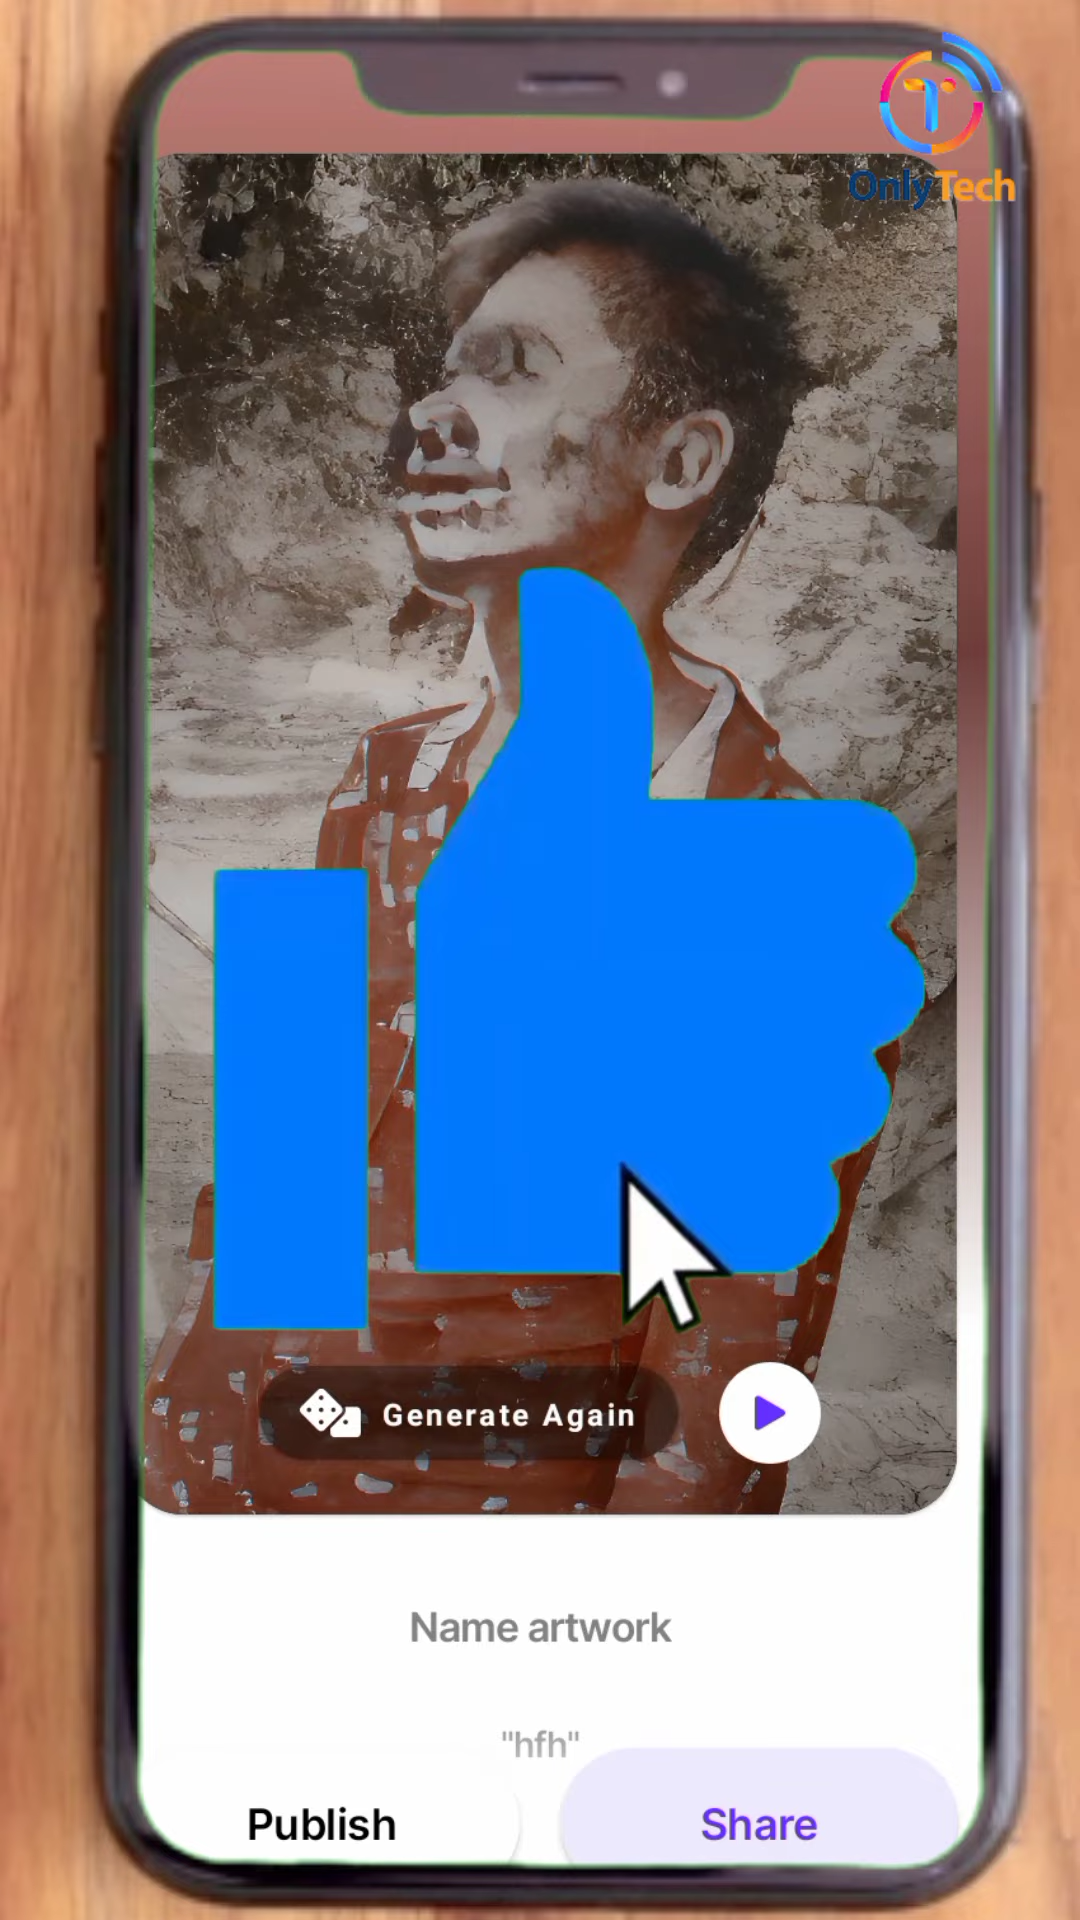 OnlyTech
Generate Again
Name artwork
"hfh"
Publish
Share